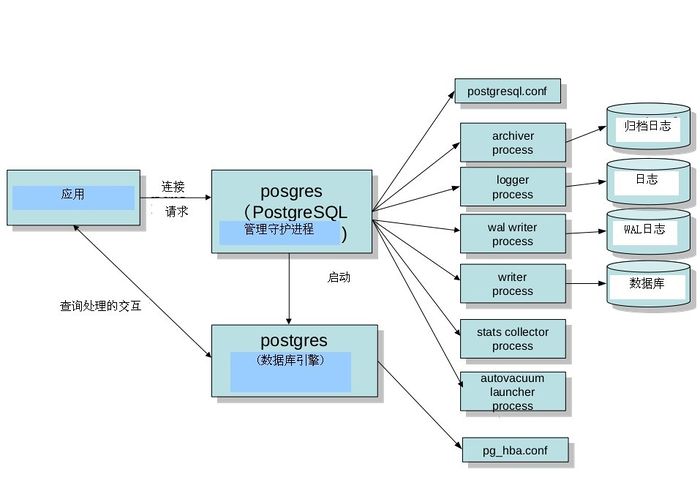 应用
连接
请求
posgres
（PostgreSQL
管理守护进程
)
启动
查询处理的交互
postgres
(数据库引擎)
postgresql.conf
archiver
process
归档日志
logger
process
日志
wal writer
process
WAL日志
writer
process
数据库
stats collector
process
autovacuum
launcher
process
pg_hba.conf